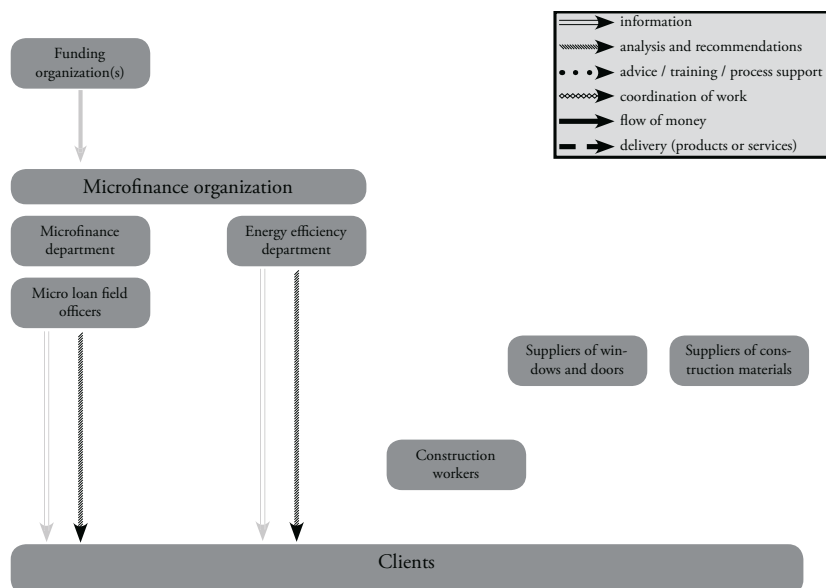 Funding
organization(s)
information
analysis and recommendations
advice / training / process support
coordination of work
flow of money
delivery (products or services)
Microfinance organization
Microfinance
department
Energy efficiency
department
Micro loan field
officers
Suppliers of win-
dows and doors
Suppliers of cons-
truction materials
Construction
workers
Clients